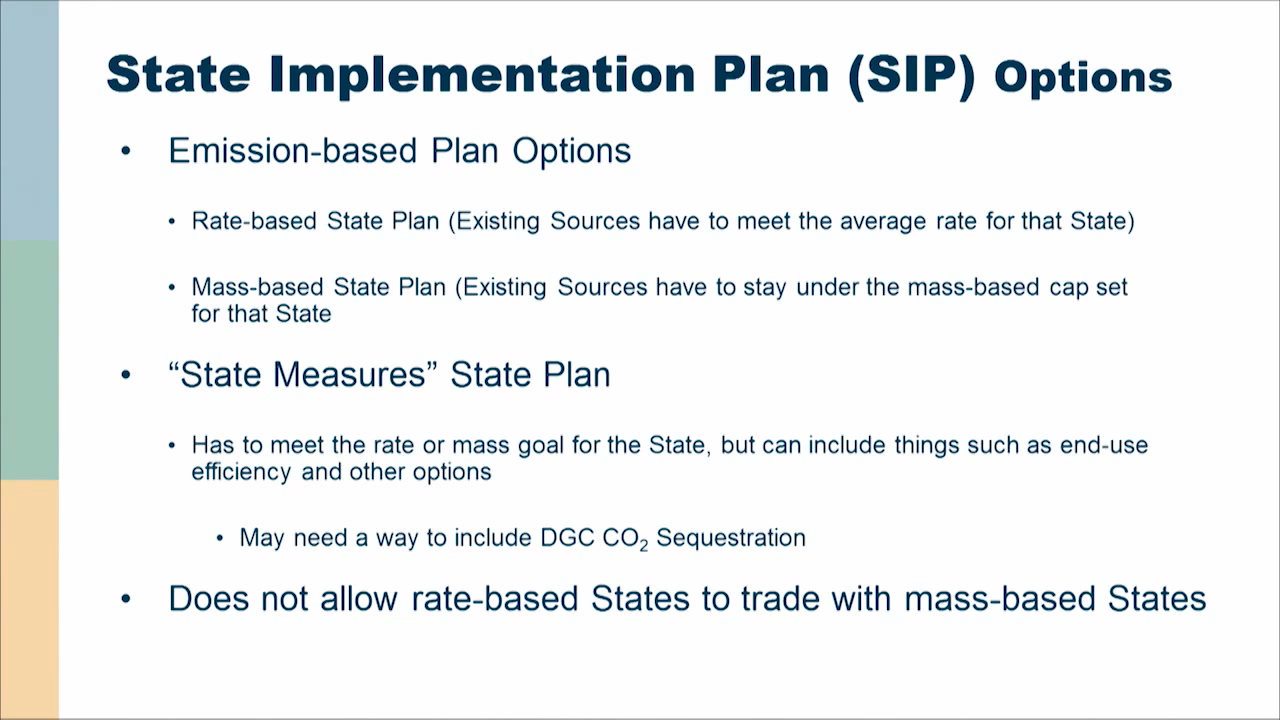 State Implementation Plan (SIP) Options
• Emission-based Plan Options
• Rate-based State Plan (Existing Sources have to meet the average rate for that State)
• Mass-based State Plan (Existing Sources have to stay under the mass-based cap set
for that State
• “State Measures” State Plan
• Has to meet the rate or mass goal for the State, but can include things such as end-use
efficiency and other options
• May need a way to include DGC CO₂ Sequestration
• Does not allow rate-based States to trade with mass-based States